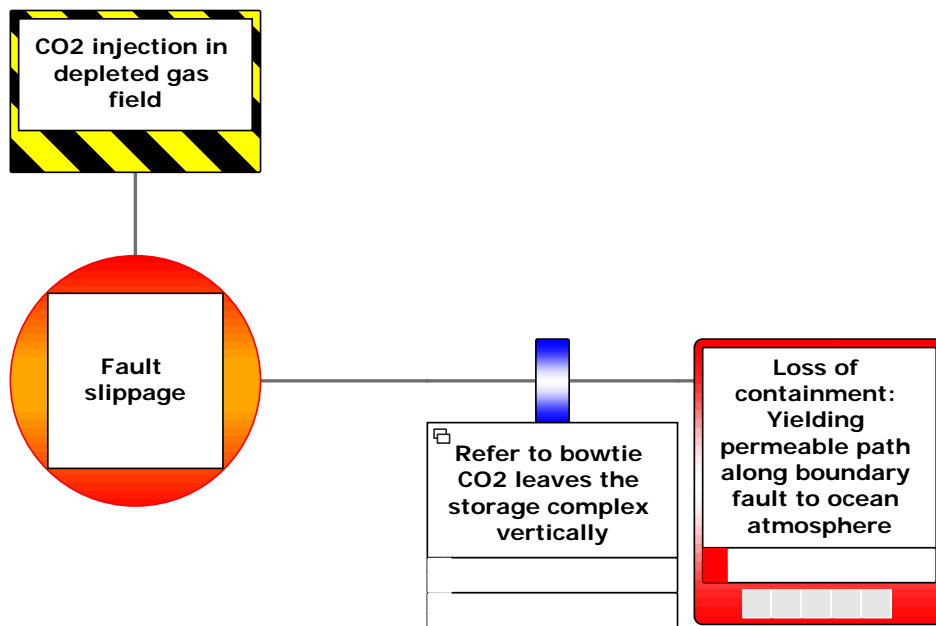 CO2 injection in
depleted gas
field
Fault
slippage
Refer to bowtie
CO2 leaves the
storage complex
vertically
Loss of
containment:
Yielding
permeable path
along boundary
fault to ocean
atmosphere